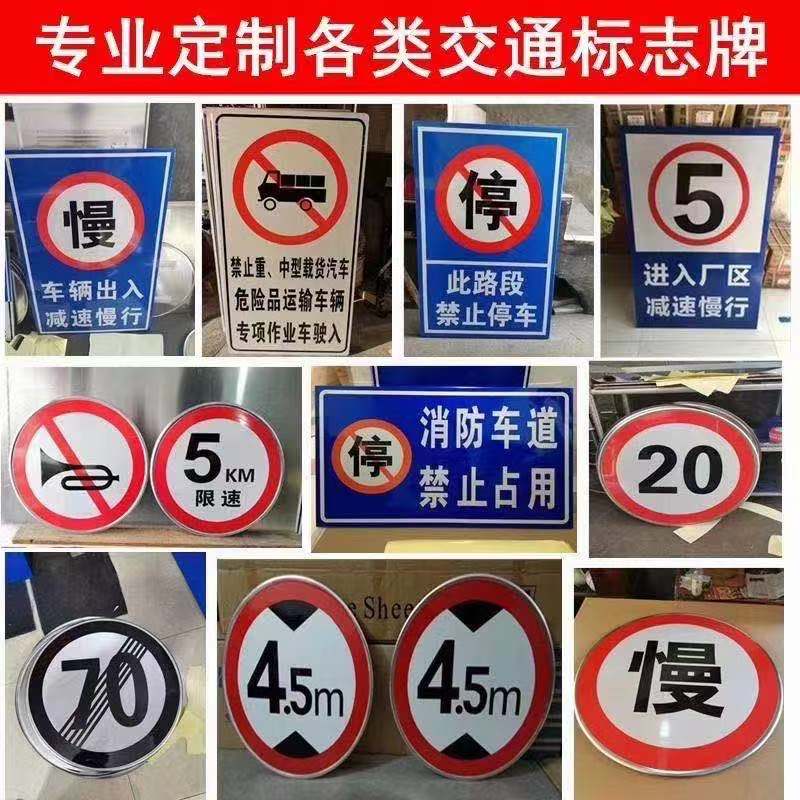 专业定制各类交通标志牌
慢
车辆出入
减速慢行
禁止重、中型载货汽车
危险品运输车辆
专项作业车驶入
停
此路段
禁止停车
5
进入厂区
减速慢行
5KM
限速
停
消防车道
禁止占用
20
70
e Shee
4.5m
4.5m
慢